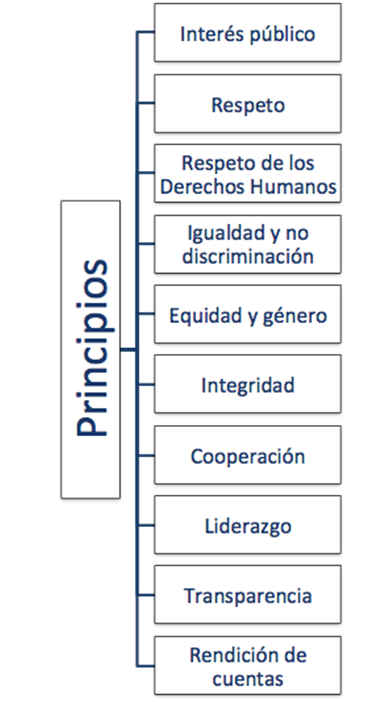 Principios
Interés público
Respeto
Respeto de los
Derechos Humanos
Igualdad y no
discriminación
Equidad y género
Integridad
Cooperación
Liderazgo
Transparencia
Rendición de
cuentas